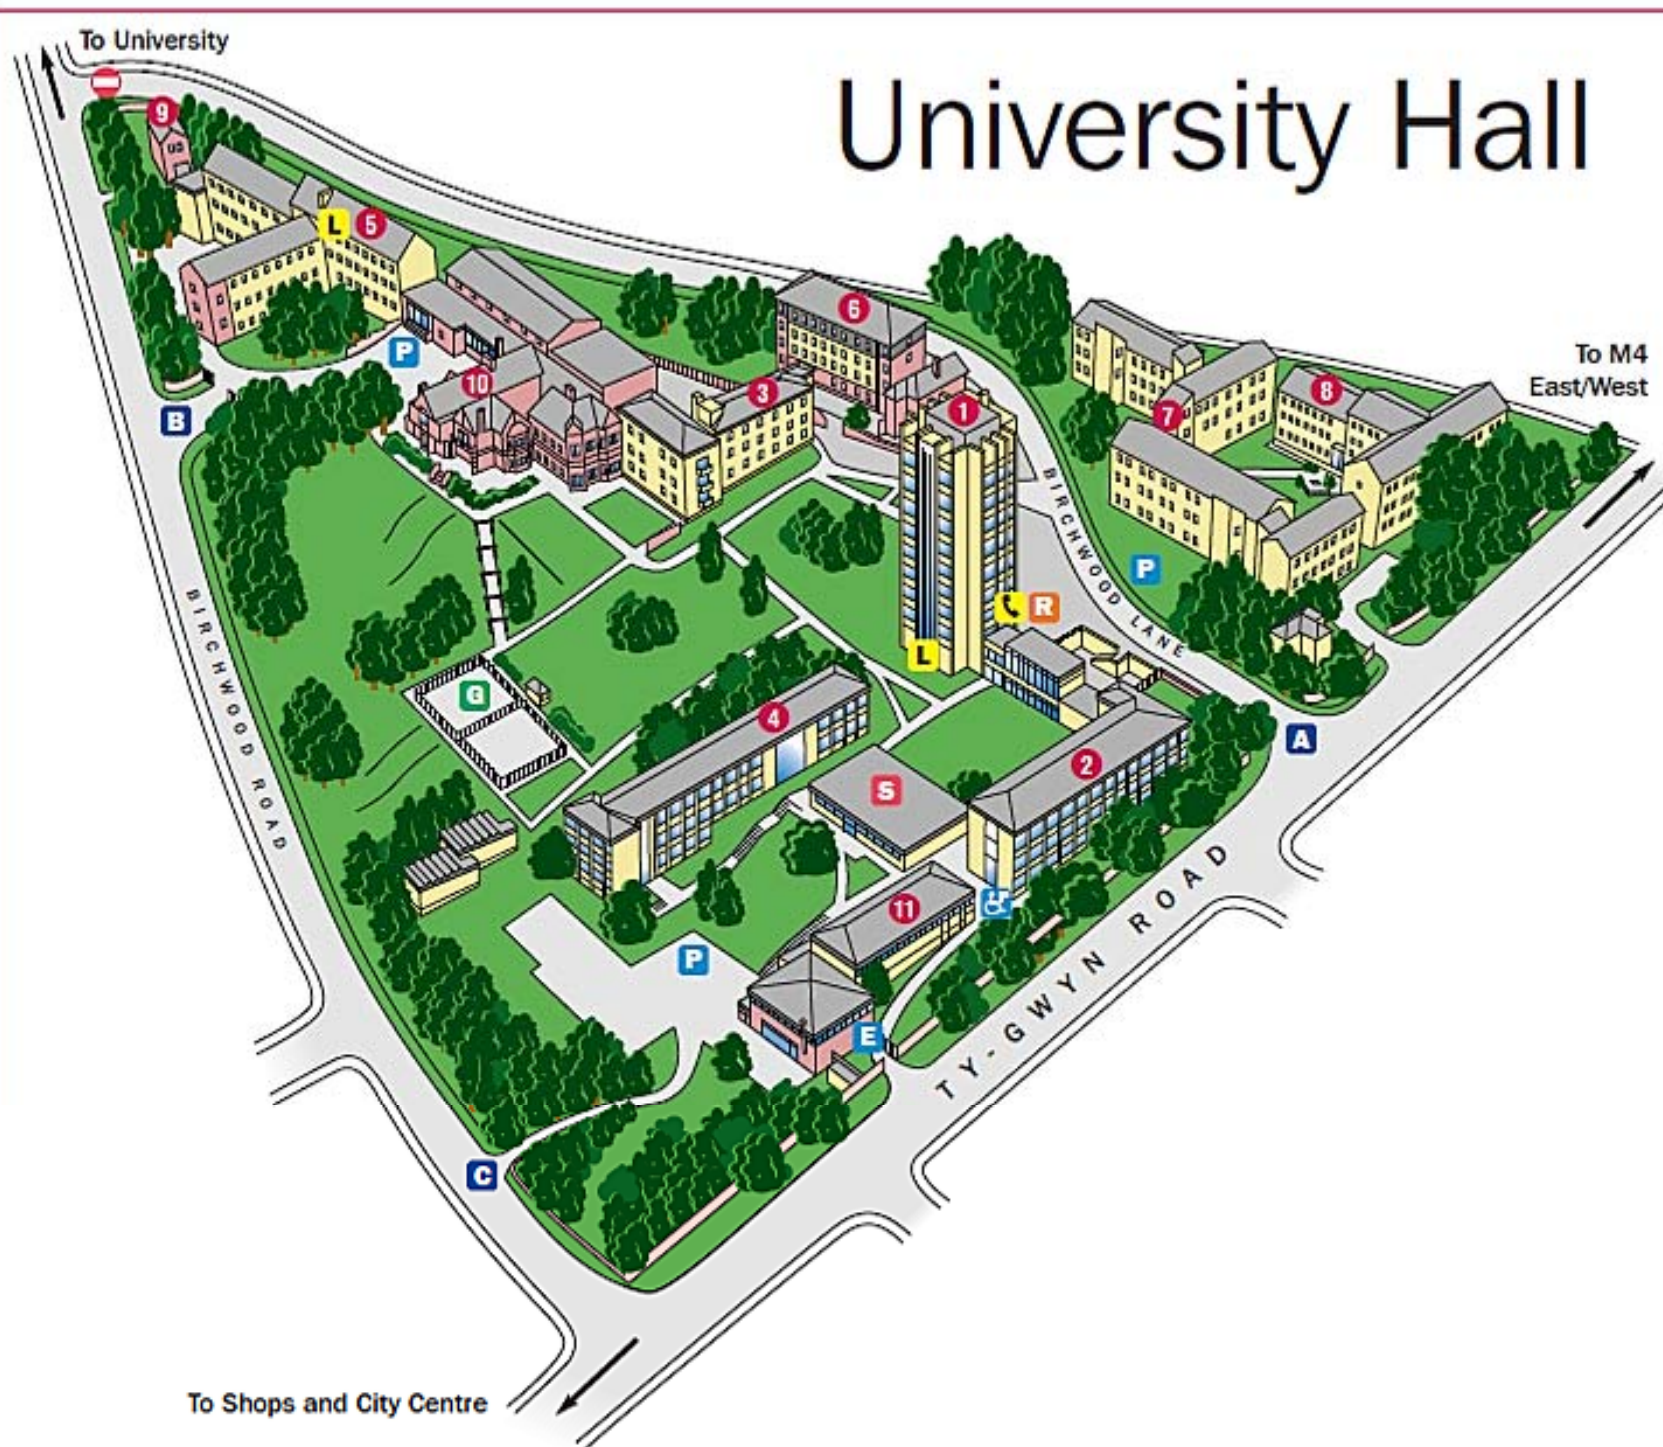 To University
University Hall
9
L
5
6
To M4
East/West
P
10
3
1
8
7
B
BIRCHWOOD LANE
P
R
L
G
BIRCHWOOD ROAD
4
A
2
S
11
P
E
TY-GWYN ROAD
C
To Shops and City Centre